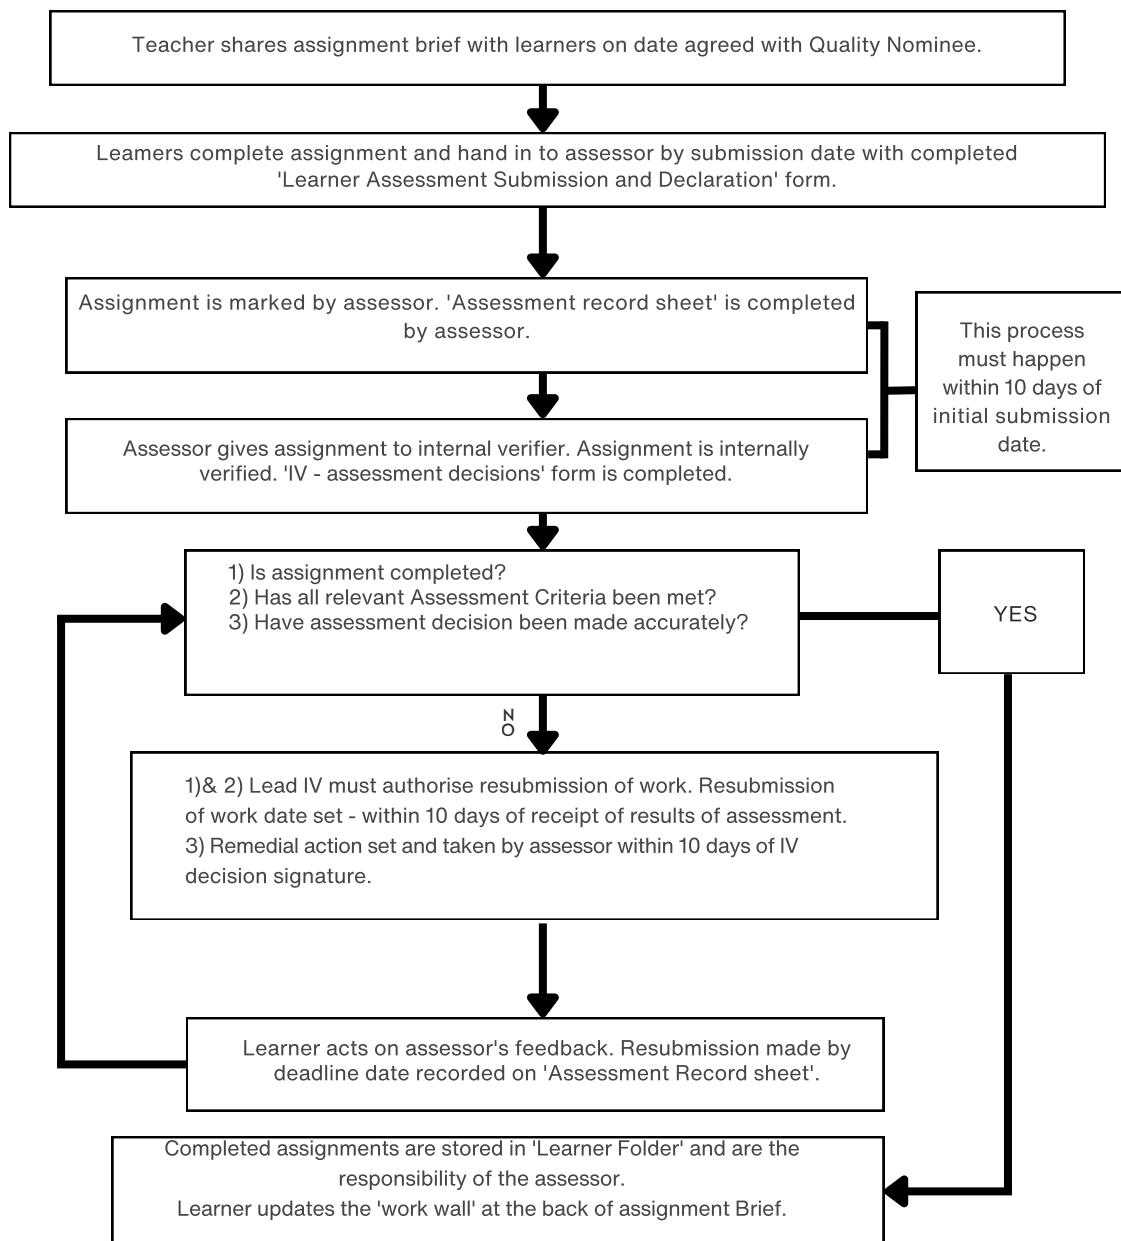 Teacher shares assignment brief with learners on date agreed with Quality Nominee.
Learners complete assignment and hand in to assessor by submission date with completed
'Learner Assessment Submission and Declaration' form.
Assignment is marked by assessor. 'Assessment record sheet' is completed
by assessor.
This process
must happen
within 10 days of
initial submission
date.
Assessor gives assignment to internal verifier. Assignment is internally
verified. 'IV - assessment decisions' form is completed.
1) Is assignment completed?
2) Has all relevant Assessment Criteria been met?
3) Have assessment decision been made accurately?
YES
NO
1)& 2) Lead IV must authorise resubmission of work. Resubmission
of work date set - within 10 days of receipt of results of assessment.
3) Remedial action set and taken by assessor within 10 days of IV
decision signature.
Learner acts on assessor's feedback. Resubmission made by
deadline date recorded on 'Assessment Record sheet'.
Completed assignments are stored in 'Learner Folder' and are the
responsibility of the assessor.
Learner updates the 'work wall' at the back of assignment Brief.